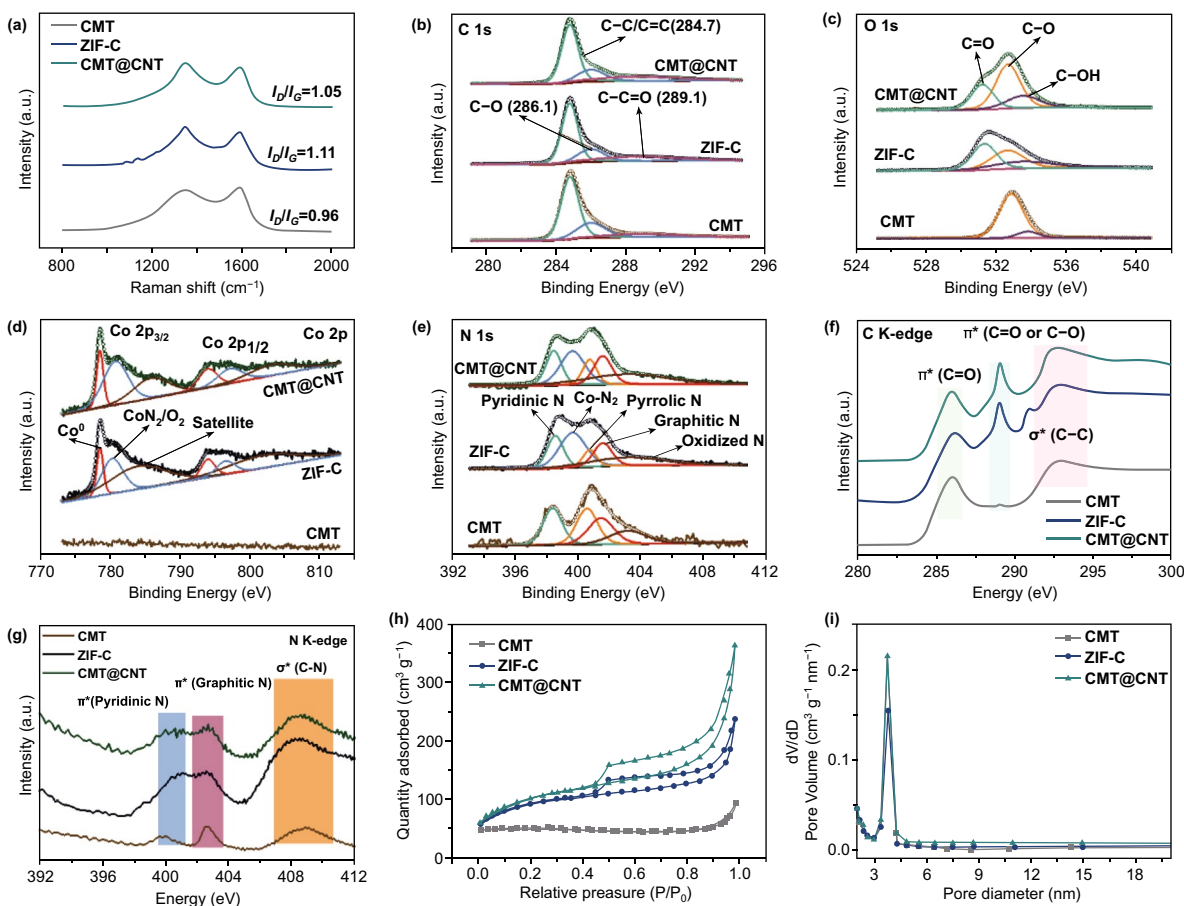 (a)
CMT
ZIF-C
CMT@CNT
I_D/I_G=1.05
I_D/I_G=1.11
I_D/I_G=0.96
Intensity (a.u.)
800 1200 1600 2000
Raman shift (cm⁻¹)
(b)
C 1s
C−C/C=C(284.7)
CMT@CNT
C−O (286.1)
C−C=O (289.1)
ZIF-C
CMT
Intensity (a.u.)
280 284 288 292 296
Binding Energy (eV)
(c)
O 1s
C=O
C−O
C−OH
CMT@CNT
ZIF-C
CMT
Intensity (a.u.)
524 528 532 536 540
Binding Energy (eV)
(d)
Co 2p3/2
Co 2p
Co 2p1/2
CMT@CNT
CoN₂/O₂
Co⁰
Satellite
ZIF-C
CMT
Intensity (a.u.)
770 780 790 800 810
Binding Energy (eV)
(e)
N 1s
CMT@CNT
Pyridinic N
Co-N₂
Pyrrolic N
Graphitic N
Oxidized N
ZIF-C
CMT
Intensity (a.u.)
392 396 400 404 408 412
Binding Energy (eV)
(f)
C K-edge
π* (C=O or C−O)
π* (C=O)
σ* (C−C)
CMT
ZIF-C
CMT@CNT
Intensity (a.u.)
280 285 290 295 300
Energy (eV)
(g)
CMT
ZIF-C
CMT@CNT
N K-edge
σ* (C-N)
π* (Graphitic N)
π*(Pyridinic N)
Intensity (a.u.)
392 396 400 404 408 412
Energy (eV)
(h)
CMT
ZIF-C
CMT@CNT
Quantity adsorbed (cm³ g⁻¹)
400
350
300
250
200
150
100
50
0
0.0 0.2 0.4 0.6 0.8 1.0
Relative preasure (P/P₀)
(i)
CMT
ZIF-C
CMT@CNT
dV/dD
Pore Volume (cm³ g⁻¹ nm⁻¹)
0.2
0.1
0.0
3 6 9 12 15 18
Pore diameter (nm)